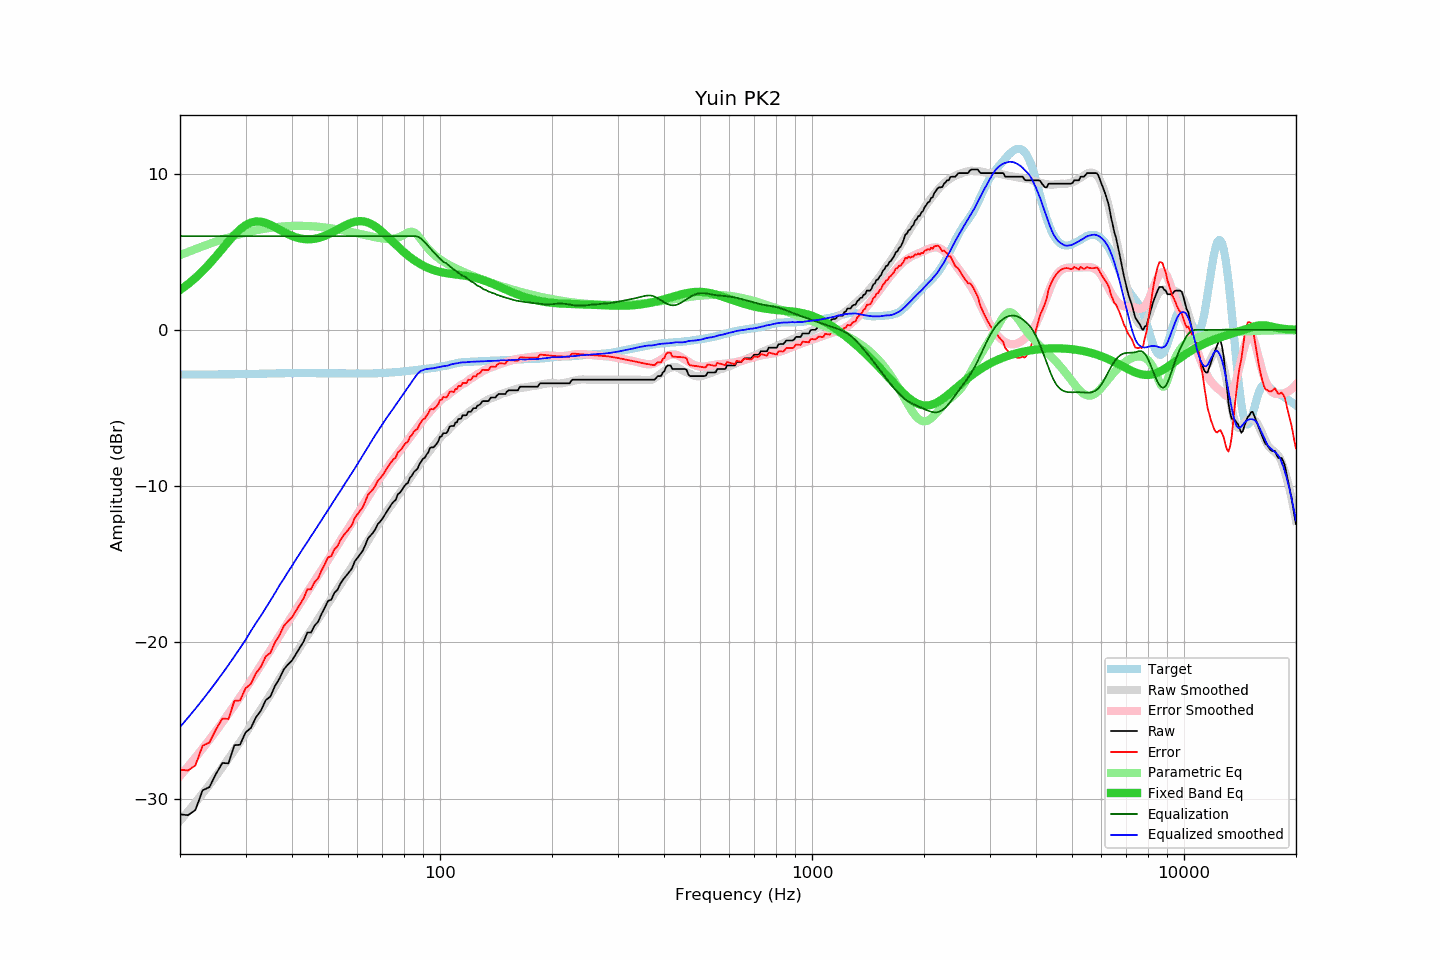 Yuin PK2
10
0
−10
−20
−30
Amplitude (dBr)
100
1000
10000
Frequency (Hz)
Target
Raw Smoothed
Error Smoothed
Raw
Error
Parametric Eq
Fixed Band Eq
Equalization
Equalized smoothed